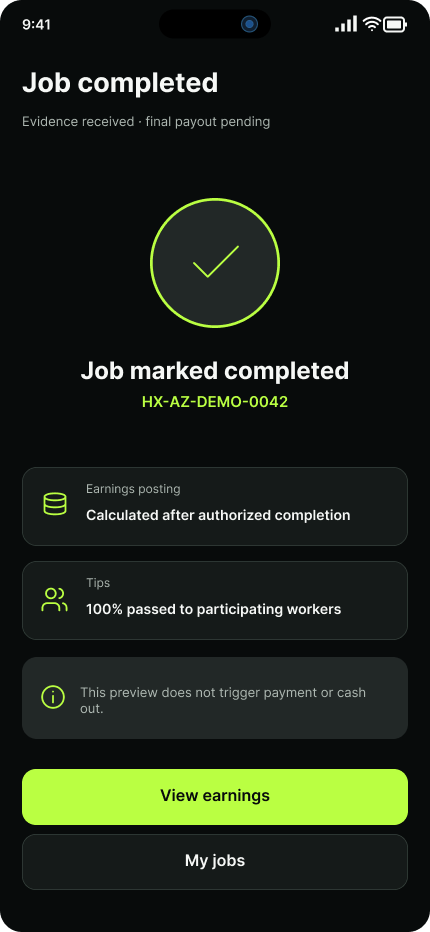 9:41
Job completed
Evidence received · final payout pending
Job marked completed
HX-AZ-DEMO-0042
Earnings posting
Calculated after authorized completion
Tips
100% passed to participating workers
This preview does not trigger payment or cash
out.
View earnings
My jobs